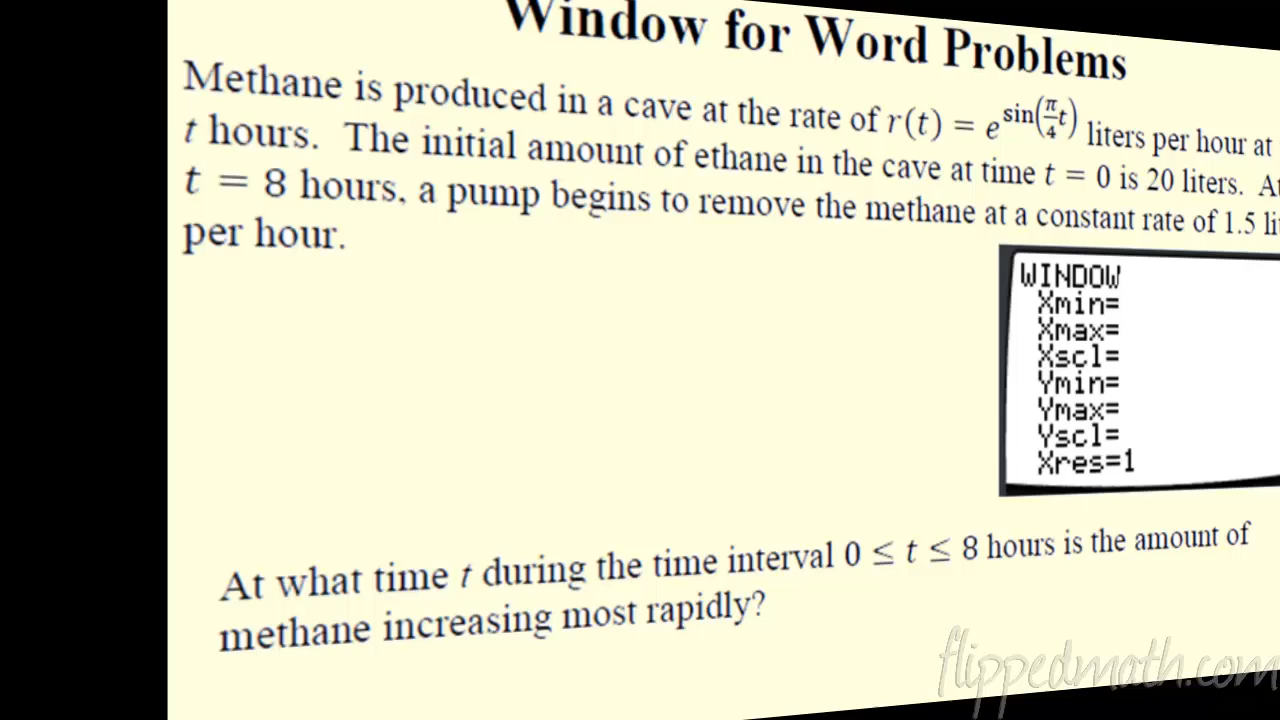 Window for Word Problems
Methane is produced in a cave at the rate of r(t) = e^sin(π/4 t) liters per hour at
t hours. The initial amount of ethane in the cave at time t = 0 is 20 liters. At
t = 8 hours, a pump begins to remove the methane at a constant rate of 1.5 li
per hour.
WINDOW
Xmin=
Xmax=
Xscl=
Ymin=
Ymax=
Yscl=
Xres=1
At what time t during the time interval 0 ≤ t ≤ 8 hours is the amount of
methane increasing most rapidly?
flippedmath.com